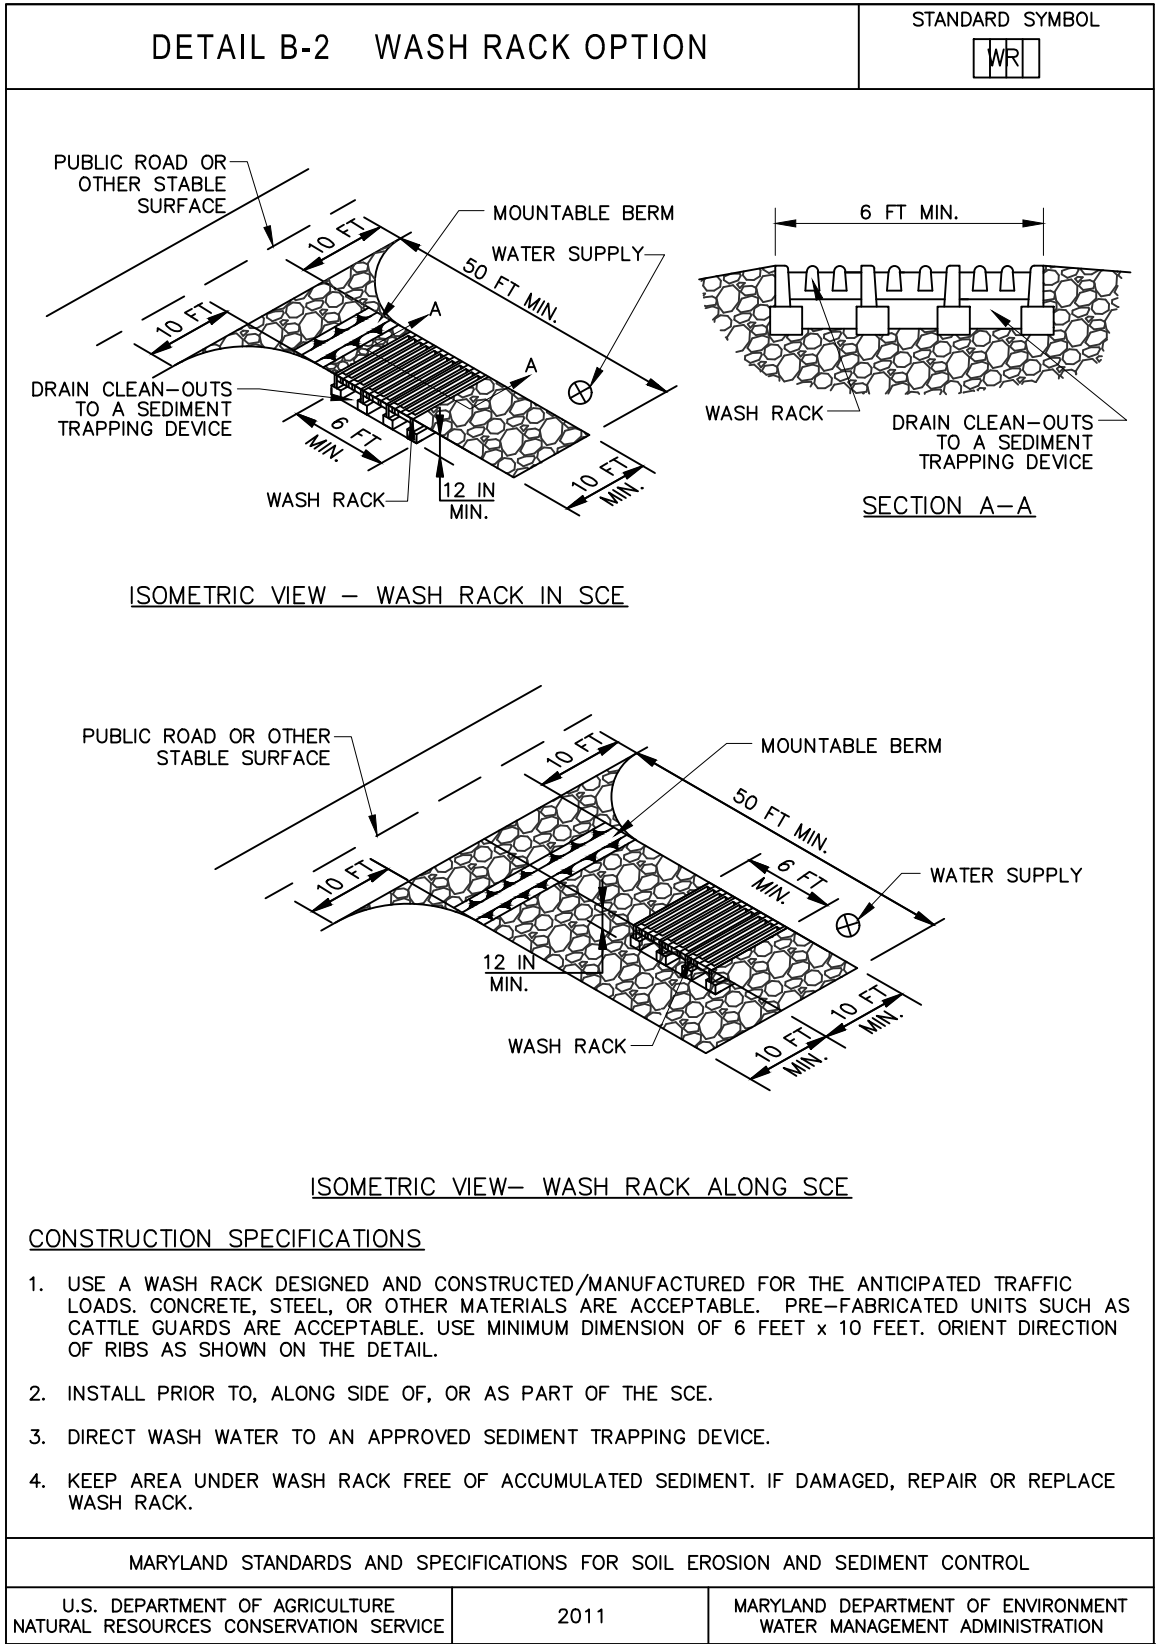 DETAIL B-2 WASH RACK OPTION
STANDARD SYMBOL
WR
PUBLIC ROAD OR
OTHER STABLE
SURFACE
10 FT
MOUNTABLE BERM
WATER SUPPLY
50 FT MIN.
10 FT
A
A
DRAIN CLEAN-OUTS
TO A SEDIMENT
TRAPPING DEVICE
6 FT
MIN.
WASH RACK
12 IN
MIN.
10 FT
MIN.
6 FT MIN.
WASH RACK
DRAIN CLEAN-OUTS
TO A SEDIMENT
TRAPPING DEVICE
SECTION A-A
ISOMETRIC VIEW - WASH RACK IN SCE
PUBLIC ROAD OR OTHER
STABLE SURFACE
10 FT
MOUNTABLE BERM
50 FT MIN.
10 FT
6 FT
MIN.
WATER SUPPLY
12 IN
MIN.
WASH RACK
10 FT
MIN.
10 FT
MIN.
ISOMETRIC VIEW- WASH RACK ALONG SCE
CONSTRUCTION SPECIFICATIONS
1. USE A WASH RACK DESIGNED AND CONSTRUCTED/MANUFACTURED FOR THE ANTICIPATED TRAFFIC
LOADS. CONCRETE, STEEL, OR OTHER MATERIALS ARE ACCEPTABLE. PRE-FABRICATED UNITS SUCH AS
CATTLE GUARDS ARE ACCEPTABLE. USE MINIMUM DIMENSION OF 6 FEET x 10 FEET. ORIENT DIRECTION
OF RIBS AS SHOWN ON THE DETAIL.
2. INSTALL PRIOR TO, ALONG SIDE OF, OR AS PART OF THE SCE.
3. DIRECT WASH WATER TO AN APPROVED SEDIMENT TRAPPING DEVICE.
4. KEEP AREA UNDER WASH RACK FREE OF ACCUMULATED SEDIMENT. IF DAMAGED, REPAIR OR REPLACE
WASH RACK.
MARYLAND STANDARDS AND SPECIFICATIONS FOR SOIL EROSION AND SEDIMENT CONTROL
U.S. DEPARTMENT OF AGRICULTURE
NATURAL RESOURCES CONSERVATION SERVICE
2011
MARYLAND DEPARTMENT OF ENVIRONMENT
WATER MANAGEMENT ADMINISTRATION